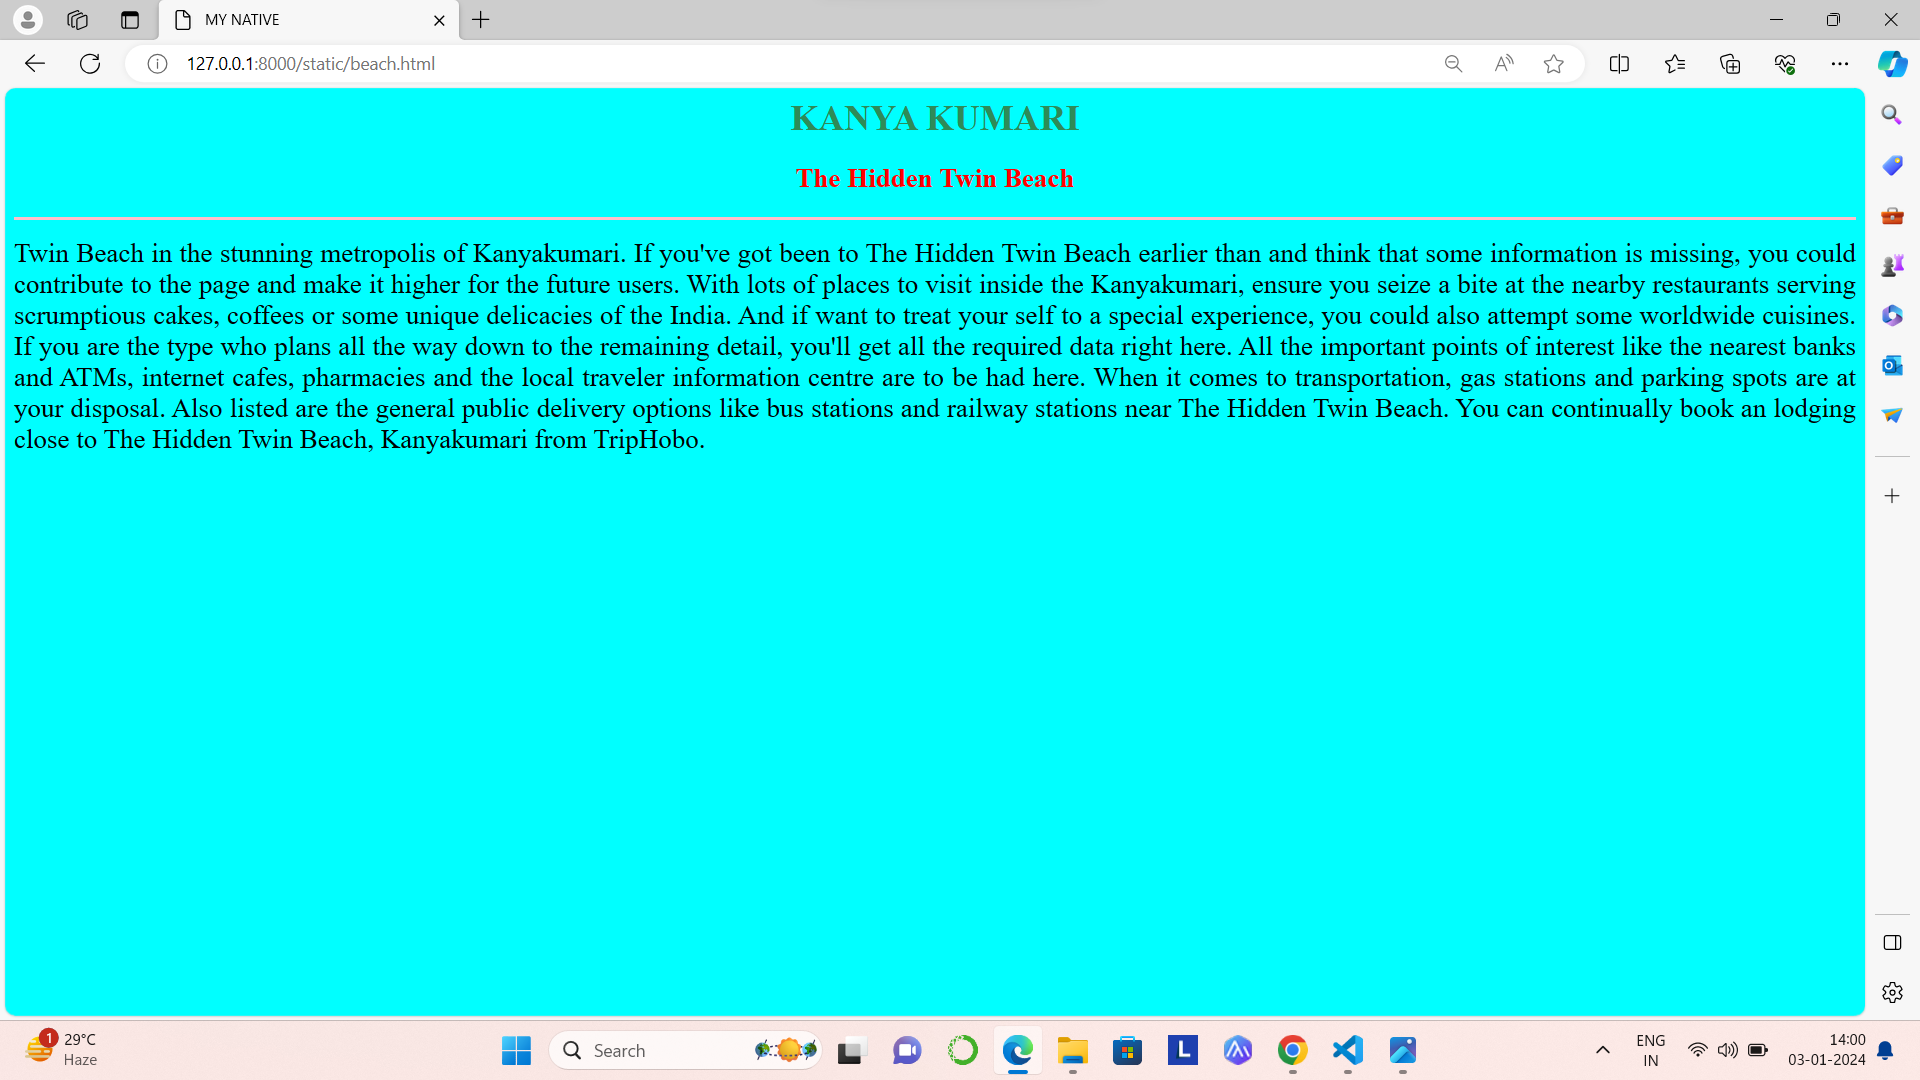 MY NATIVE
127.0.0.1:8000/static/beach.html
KANYA KUMARI
The Hidden Twin Beach
Twin Beach in the stunning metropolis of Kanyakumari. If you've got been to The Hidden Twin Beach earlier than and think that some information is missing, you could
contribute to the page and make it higher for the future users. With lots of places to visit inside the Kanyakumari, ensure you seize a bite at the nearby restaurants serving
scrumptious cakes, coffees or some unique delicacies of the India. And if want to treat your self to a special experience, you could also attempt some worldwide cuisines.
If you are the type who plans all the way down to the remaining detail, you'll get all the required data right here. All the important points of interest like the nearest banks
and ATMs, internet cafes, pharmacies and the local traveler information centre are to be had here. When it comes to transportation, gas stations and parking spots are at
your disposal. Also listed are the general public delivery options like bus stations and railway stations near The Hidden Twin Beach. You can continually book an lodging
close to The Hidden Twin Beach, Kanyakumari from TripHobo.
1
29°C
Haze
Search
L
ENG
IN
14:00
03-01-2024